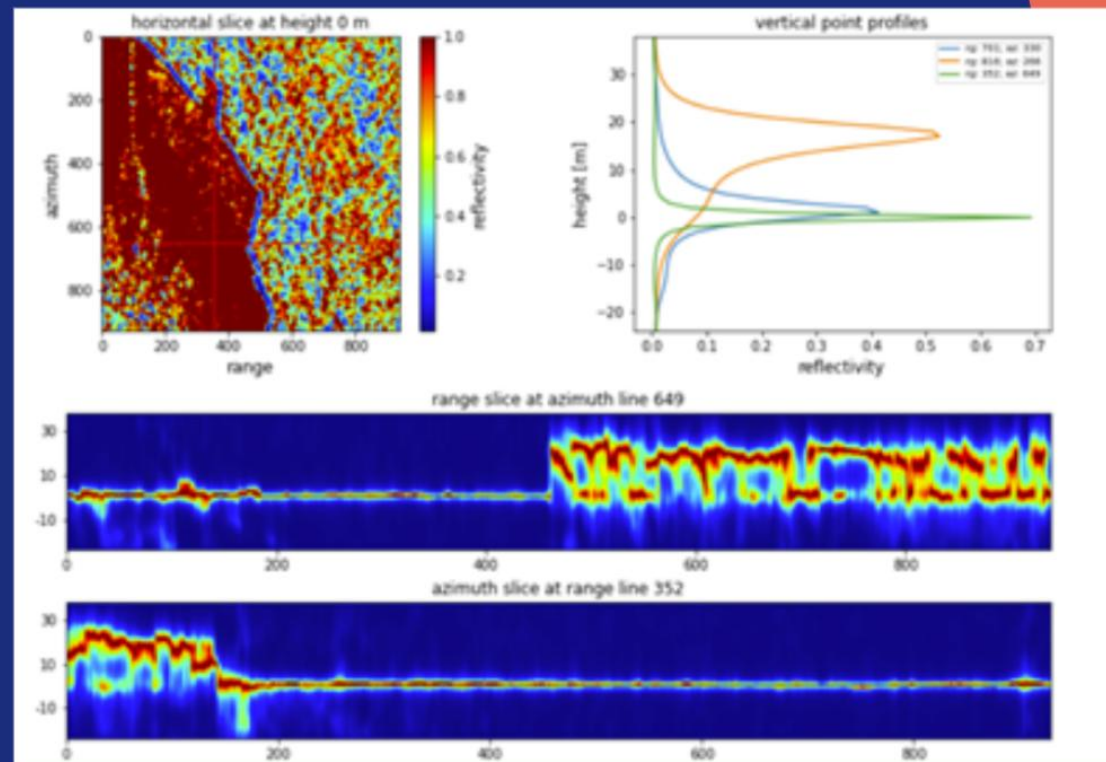 horizontal slice at height 0 m
0
200
400
600
800
azimuth
0 200 400 600 800
range
1.0
0.8
0.6
0.4
0.2
reflectivity
vertical point profiles
rg: 352; az: 649
30
20
10
0
−10
−20
height [m]
0.0 0.1 0.2 0.3 0.4 0.5 0.6 0.7
reflectivity
range slice at azimuth line 649
30
10
-10
0 200 400 600 800
azimuth slice at range line 352
30
10
-10
0 200 400 600 800